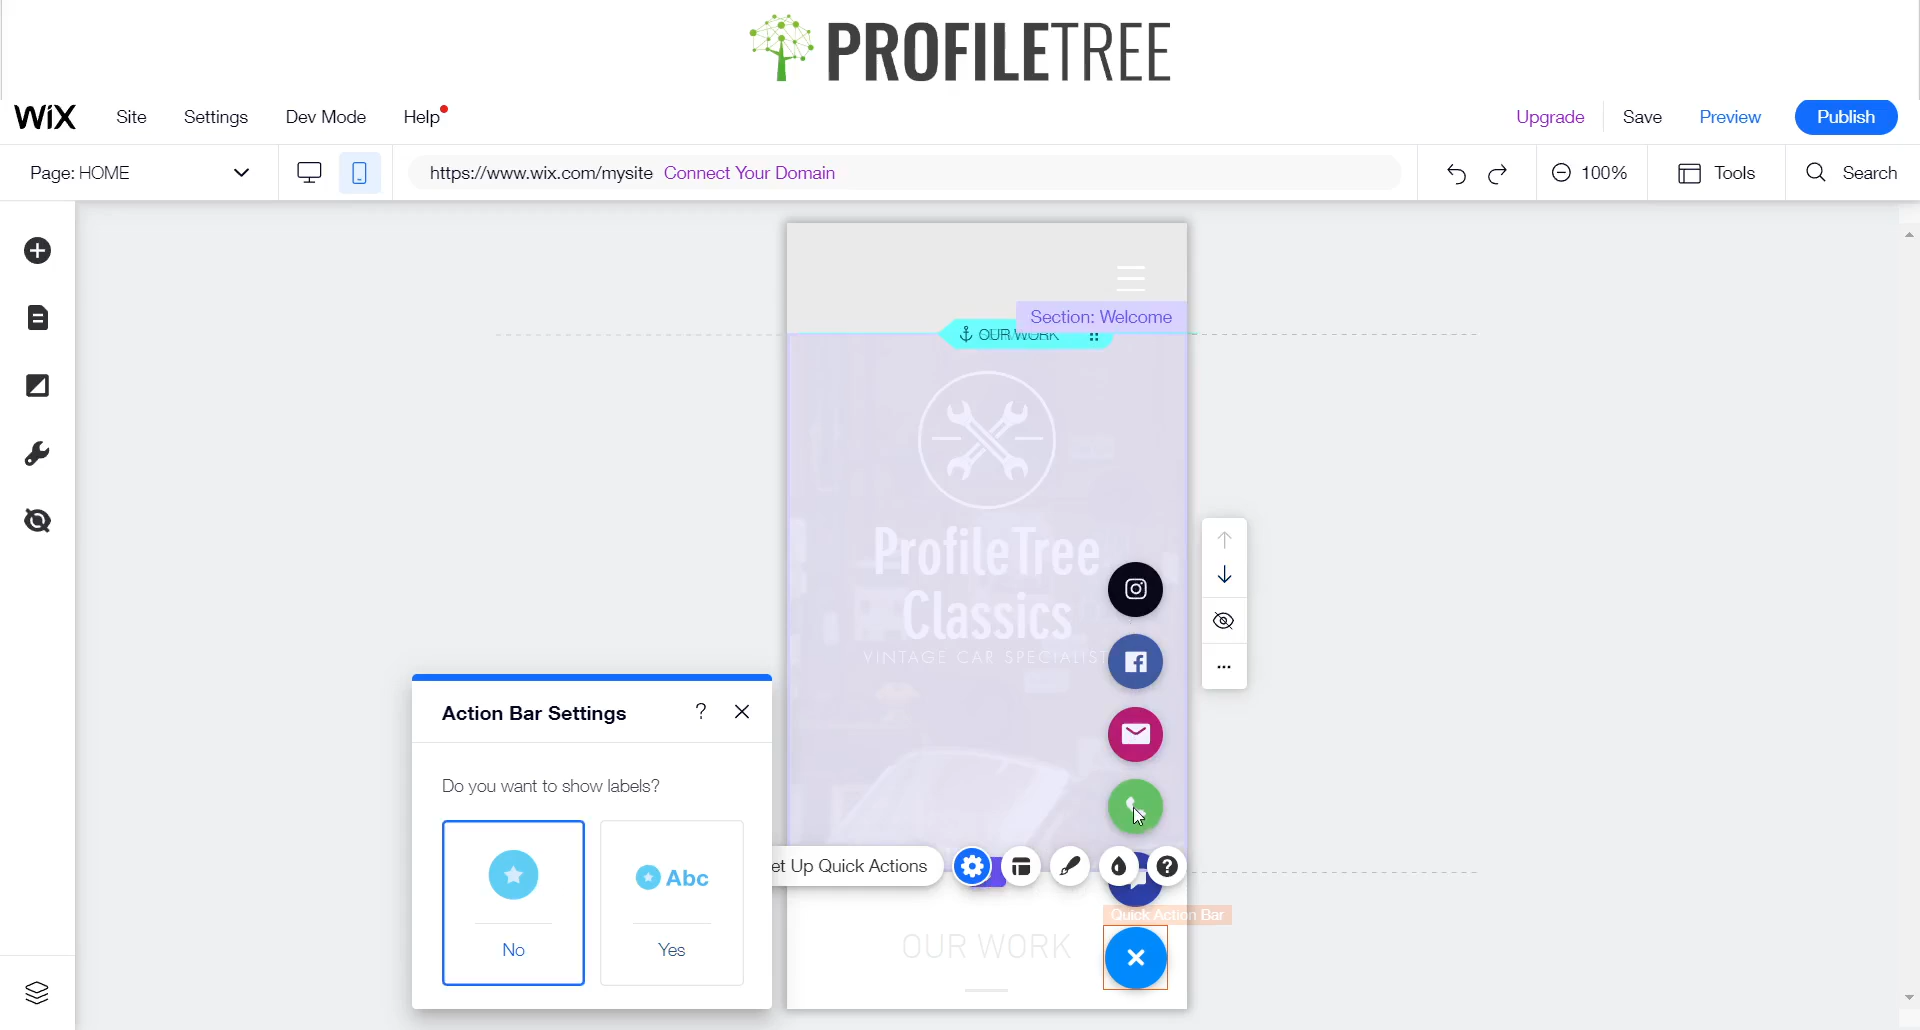 PROFILETREE
WiX Site Settings Dev Mode Help Upgrade Save Preview Publish
Page: HOME https://www.wix.com/mysite Connect Your Domain 100% Tools Search
Section: Welcome
OUR WORK
ProfileTree
Classics
VINTAGE CAR SPECIALIST
Action Bar Settings ?
Do you want to show labels?
Abc
No Yes
et Up Quick Actions ?
Quick Action Bar
OUR WORK